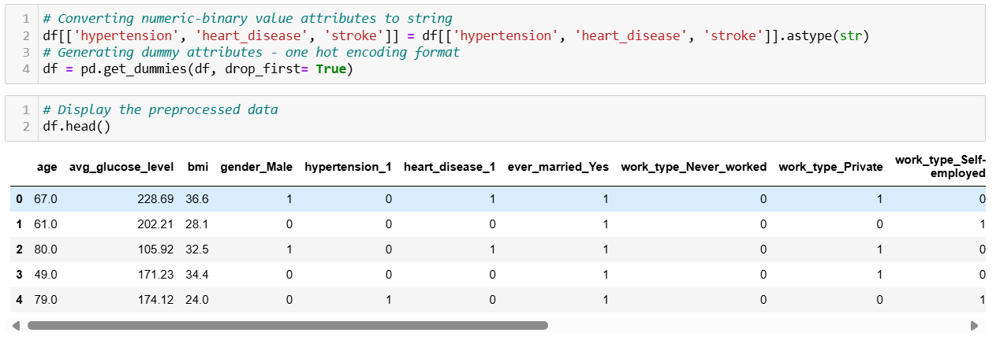 1 # Converting numeric-binary value attributes to string
2 df[['hypertension', 'heart_disease', 'stroke']] = df[['hypertension', 'heart_disease', 'stroke']].astype(str)
3 # Generating dummy attributes - one hot encoding format
4 df = pd.get_dummies(df, drop_first= True)
1 # Display the preprocessed data
2 df.head()
age avg_glucose_level bmi gender_Male hypertension_1 heart_disease_1 ever_married_Yes work_type_Never_worked work_type_Private work_type_Self-
employed
0 67.0 228.69 36.6 1 0 1 1 0 1 0
1 61.0 202.21 28.1 0 0 0 1 0 0 1
2 80.0 105.92 32.5 1 0 1 1 0 1 0
3 49.0 171.23 34.4 0 0 0 1 0 1 0
4 79.0 174.12 24.0 0 1 0 1 0 0 1